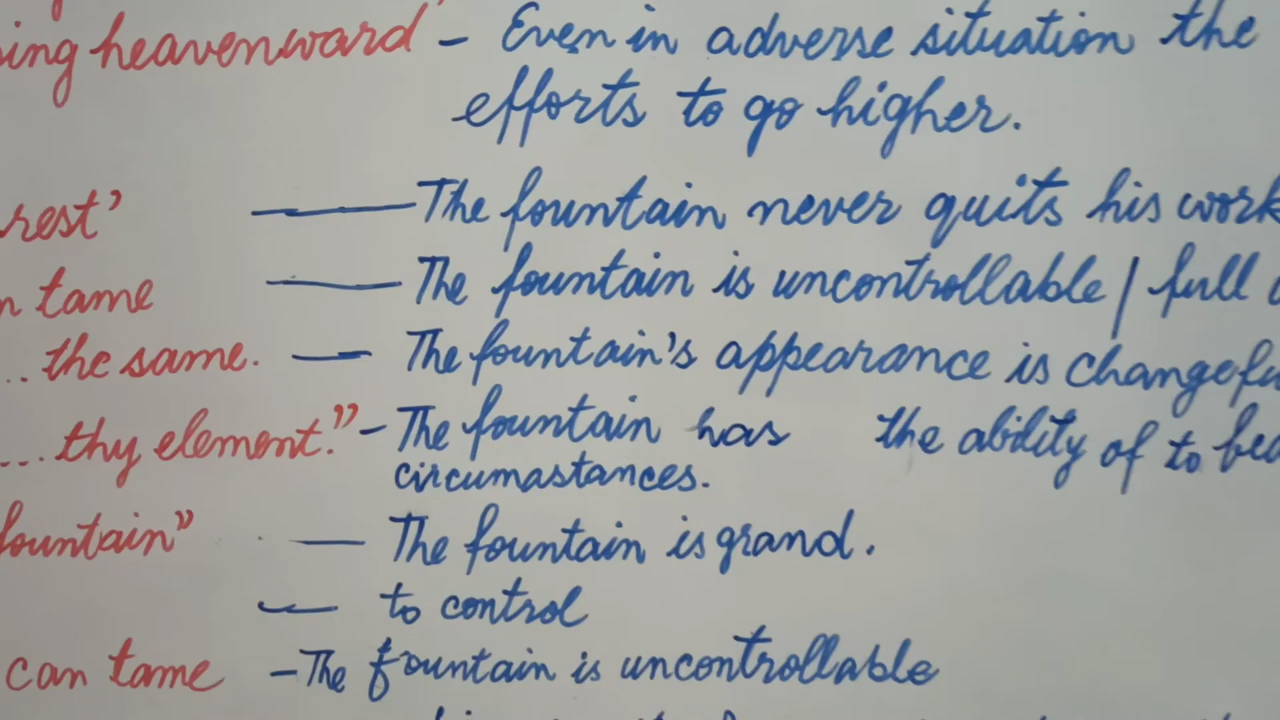 heavenward' - Even in adverse situation the
efforts to go higher.
rest' — The fountain never quits his work
tame — The fountain is uncontrollable / full
... the same. — The fountain's appearance is
... thy element." - The fountain has the ability of to
circumastances.
fountain" — The fountain is grand.
— to control
can tame - The fountain is uncontrollable